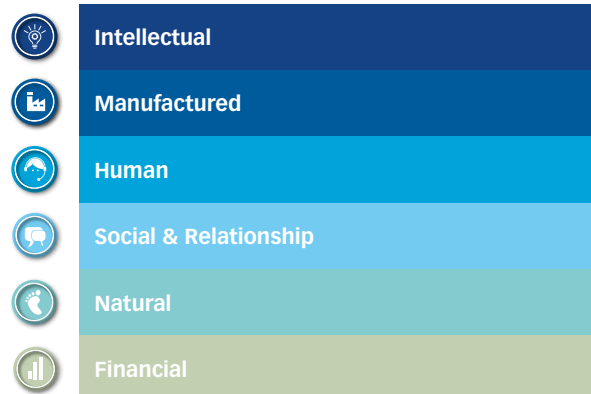 Intellectual
Manufactured
Human
Social & Relationship
Natural
Financial